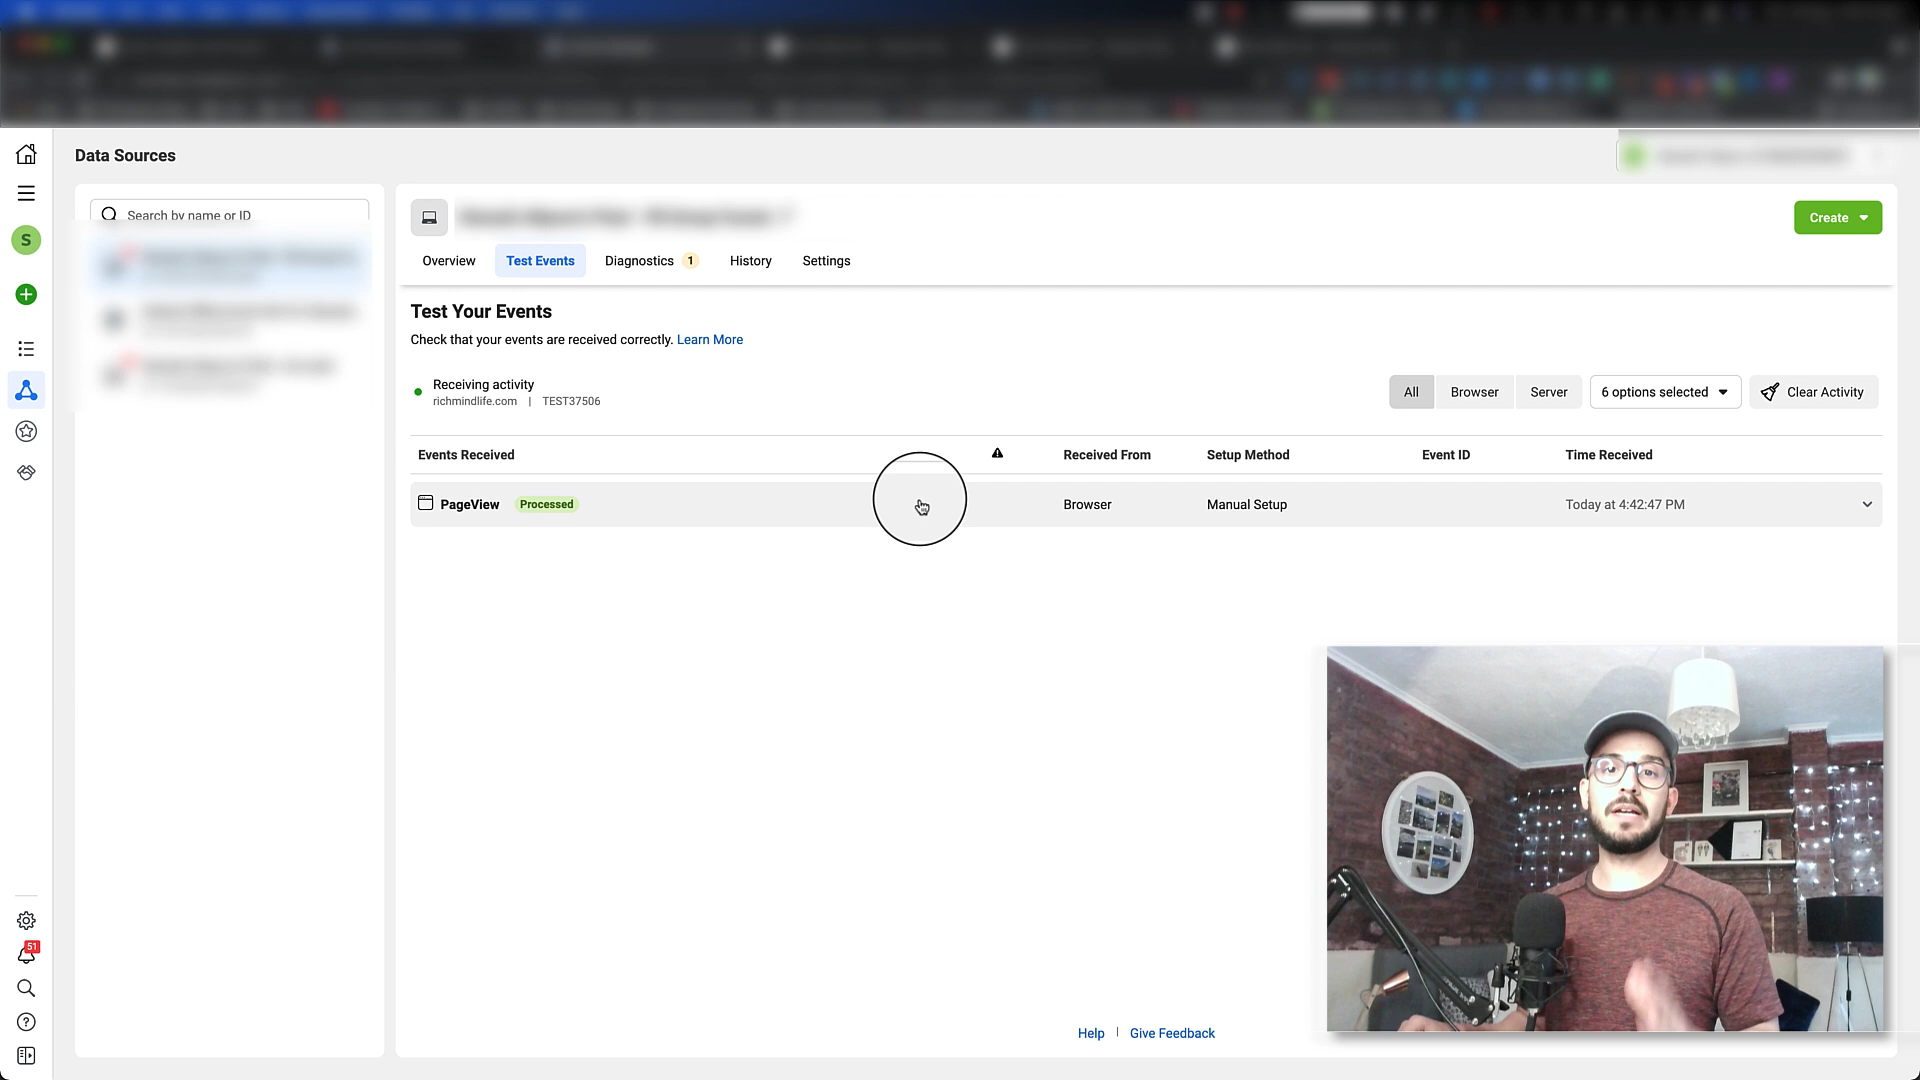 Data Sources
Search by name or ID
S
Create
Overview
Test Events
Diagnostics 1
History
Settings
Test Your Events
Check that your events are received correctly. Learn More
Receiving activity
richmindlife.com | TEST37506
All
Browser
Server
6 options selected
Clear Activity
Events Received
Received From
Setup Method
Event ID
Time Received
PageView
Processed
Browser
Manual Setup
Today at 4:42:47 PM
51
Help | Give Feedback